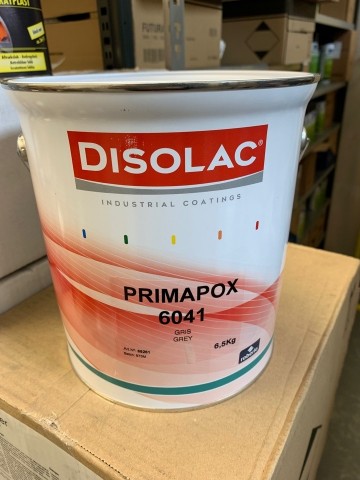 DISOLAC®
INDUSTRIAL COATINGS
PRIMAPOX
6041
GRIS
GREY
6,5Kg